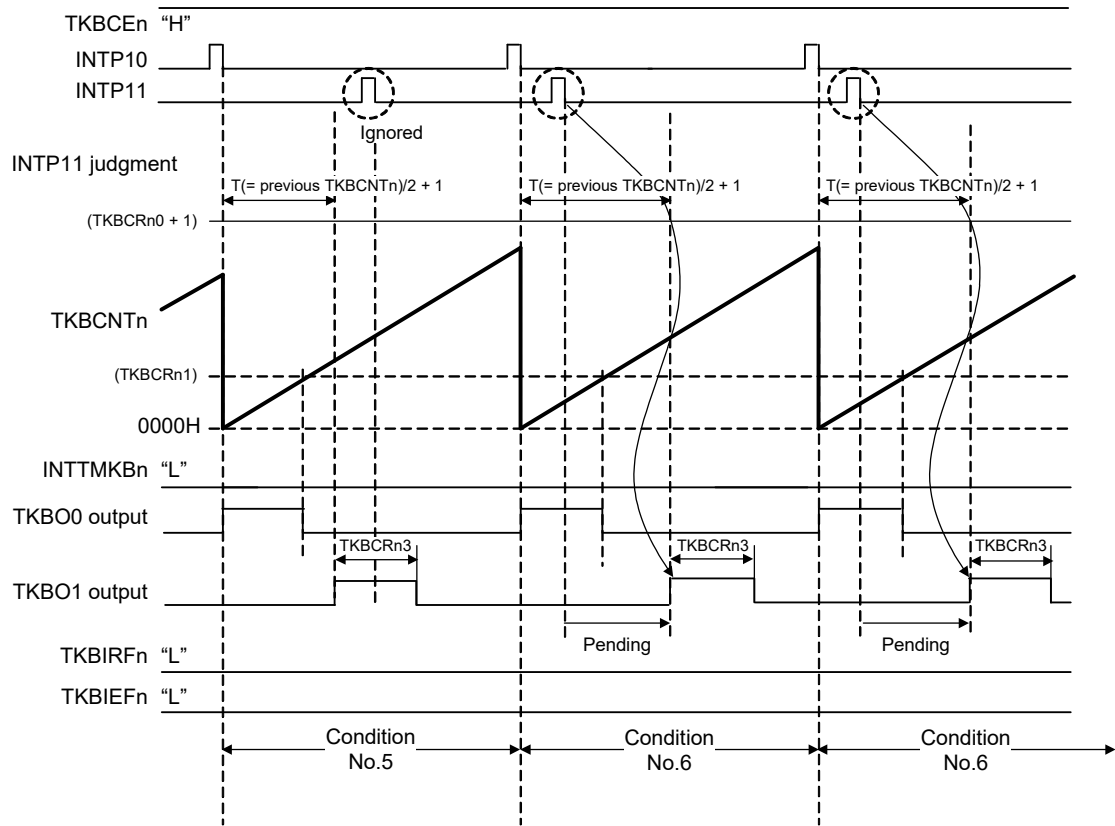 TKBCEn “H”
INTP10
INTP11
Ignored
INTP11 judgment
T(= previous TKBCNTn)/2 + 1 T(= previous TKBCNTn)/2 + 1 T(= previous TKBCNTn)/2 + 1
(TKBCRn0 + 1)
TKBCNTn
(TKBCRn1)
0000H
INTTMKBn “L”
TKBO0 output
TKBCRn3 TKBCRn3 TKBCRn3
TKBO1 output
Pending Pending
TKBIRFn “L”
TKBIEFn “L”
Condition Condition Condition
No.5 No.6 No.6